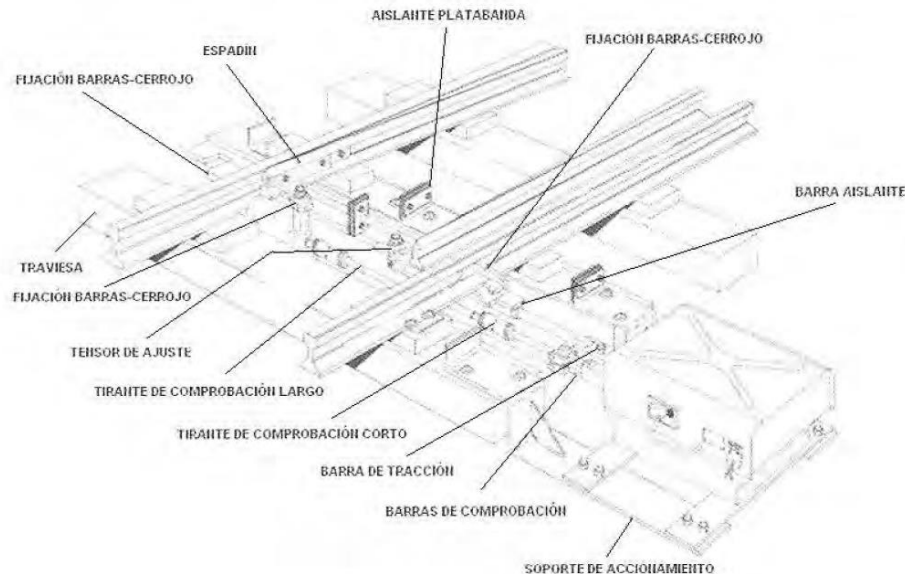 AISLANTE PLATABANDA
FIJACION BARRAS-CERROJO
ESPADÍN
FIJACIÓN BARRAS-CERROJO
BARRA AISLANTE
TRAVIESA
FIJACIÓN BARRAS-CERROJO
TENSOR DE AJUSTE
TIRANTE DE COMPROBACIÓN LARGO
TIRANTE DE COMPROBACIÓN CORTO
BARRA DE TRACCIÓN
BARRAS DE COMPROBACIÓN
SOPORTE DE ACCIONAMIENTO